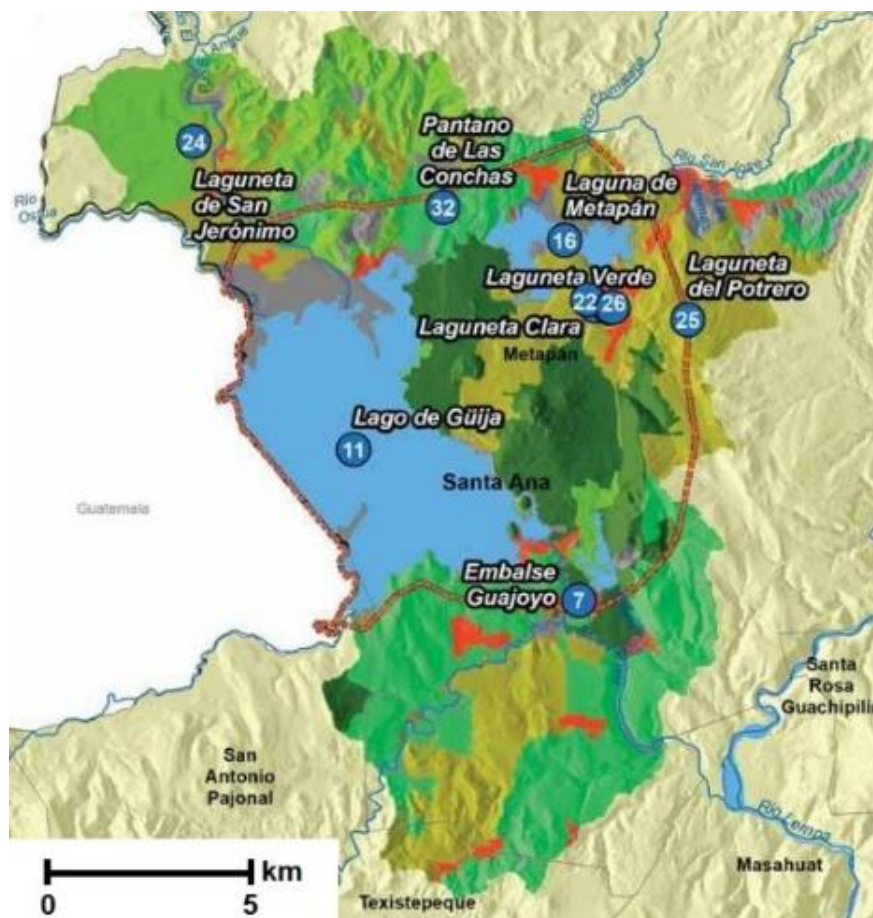 Río Angue
24
Pantano
de Las
Conchas
Río Chimalapa
Río San José
Laguneta
de San
Jerónimo
32
Laguna de
Metapán
Río
Ostúa
16
Laguneta Verde
Laguneta
del Potrero
22
26
25
Laguneta Clara
Metapán
Lago de Güija
11
Santa Ana
Guatemala
Embalse
Guajoyo
7
Santa
Rosa
Guachipilín
San
Antonio
Pajonal
Río Lempa
km
0
5
Masahuat
Texistepeque